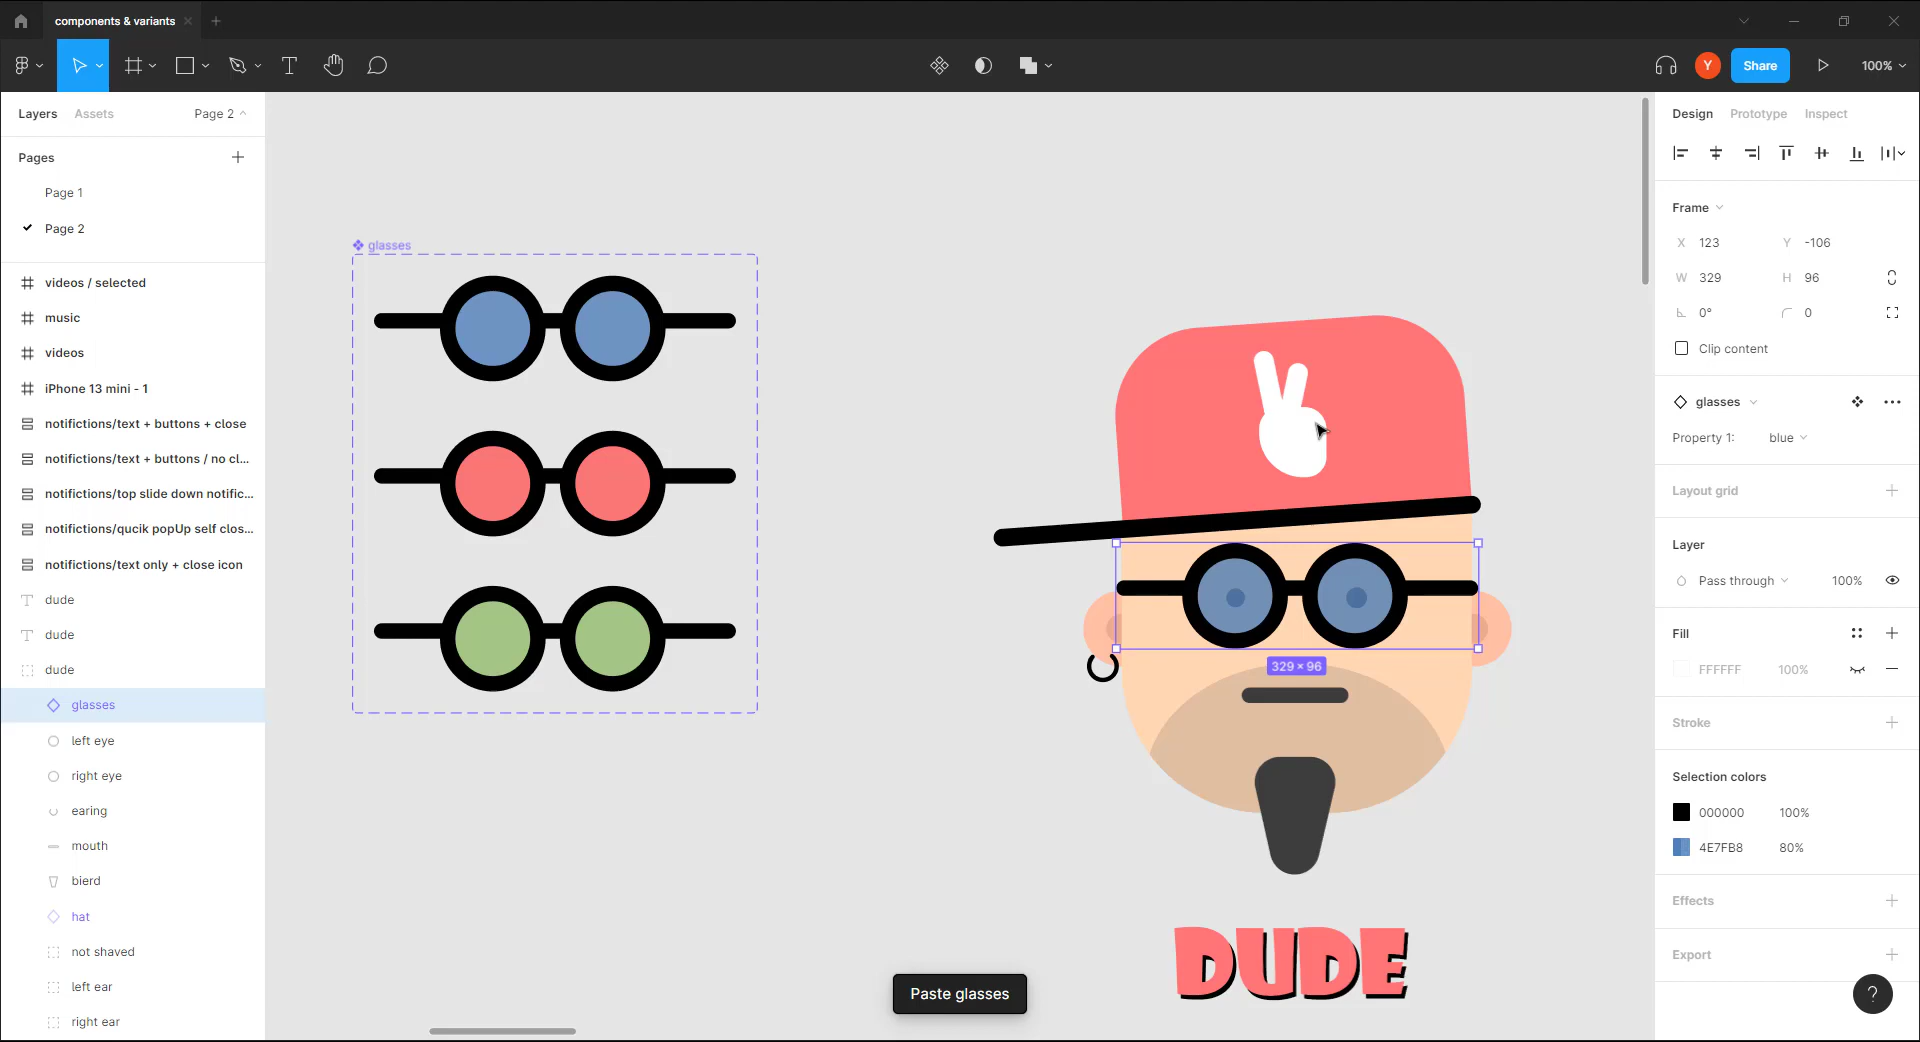 components & variants
Share
100%
Layers
Assets
Page 2
Pages
Page 1
Page 2
videos / selected
music
videos
iPhone 13 mini - 1
notifictions/text + buttons + close
notifictions/text + buttons / no cl...
notifictions/top slide down notific...
notifictions/qucik popUp self clos...
notifictions/text only + close icon
dude
dude
dude
glasses
left eye
right eye
earing
mouth
bierd
hat
not shaved
left ear
right ear
glasses
329 × 96
DUDE
Paste glasses
Y
Design
Prototype
Inspect
Frame
X 123
Y -106
W 329
H 96
0°
0
Clip content
glasses
Property 1:
blue
Layout grid
Layer
Pass through
100%
Fill
FFFFFF
100%
Stroke
Selection colors
000000
100%
4E7FB8
80%
Effects
Export
?